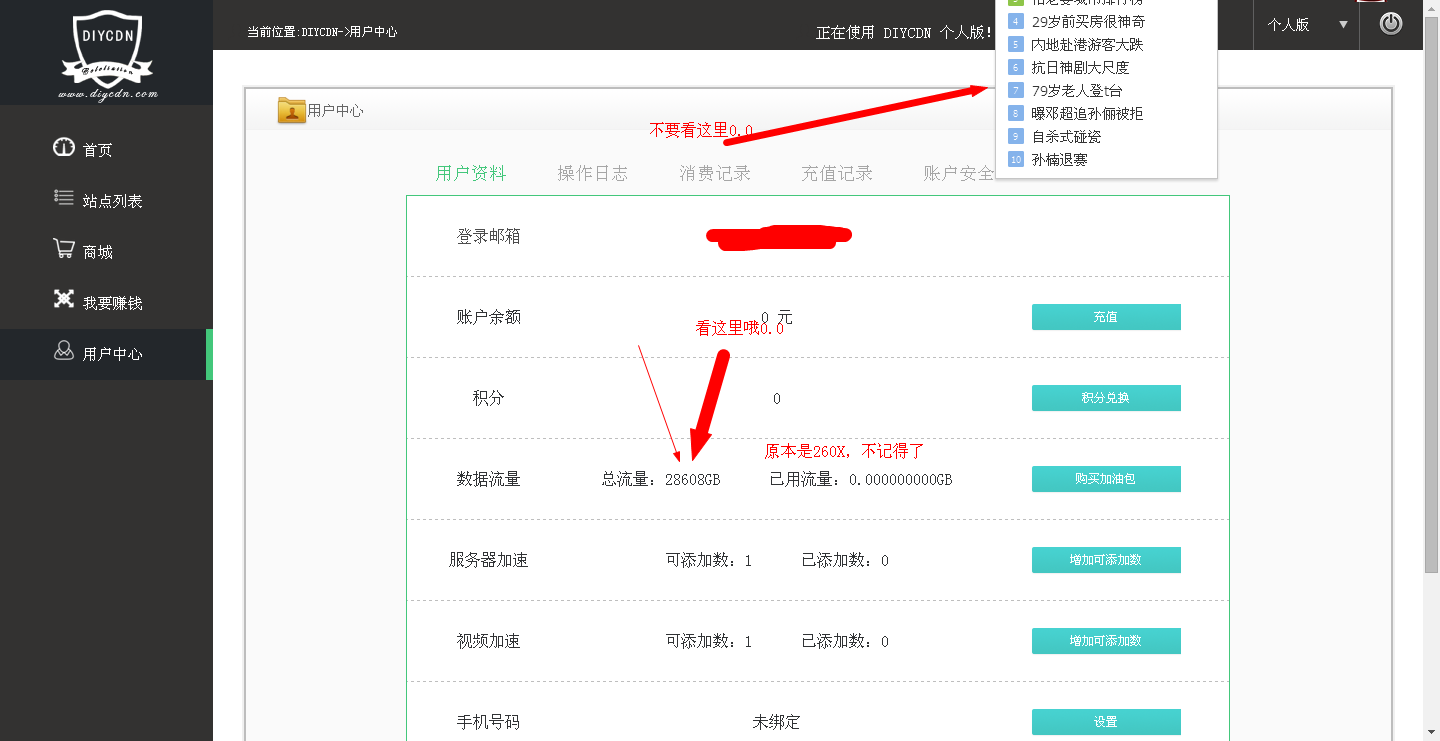 DIYCDN
Celebration
www.diycdn.com
当前位置:DIYCDN->用户中心
正在使用 DIYCDN 个人版!
个人版
4 29岁前买房很神奇
5 内地赴港游客大跌
6 抗日神剧大尺度
7 79岁老人登t台
8 曝邓超追孙俪被拒
9 自杀式碰瓷
10 孙楠退赛
首页
站点列表
商城
我要赚钱
用户中心
用户中心
不要看这里0.0
用户资料 操作日志 消费记录 充值记录 账户安全
登录邮箱
账户余额 0 元 充值
看这里哦0.0
积分 0 积分兑换
原本是260X, 不记得了
数据流量 总流量: 28608GB 已用流量: 0.000000000GB 购买加油包
服务器加速 可添加数: 1 已添加数: 0 增加可添加数
视频加速 可添加数: 1 已添加数: 0 增加可添加数
手机号码 未绑定 设置